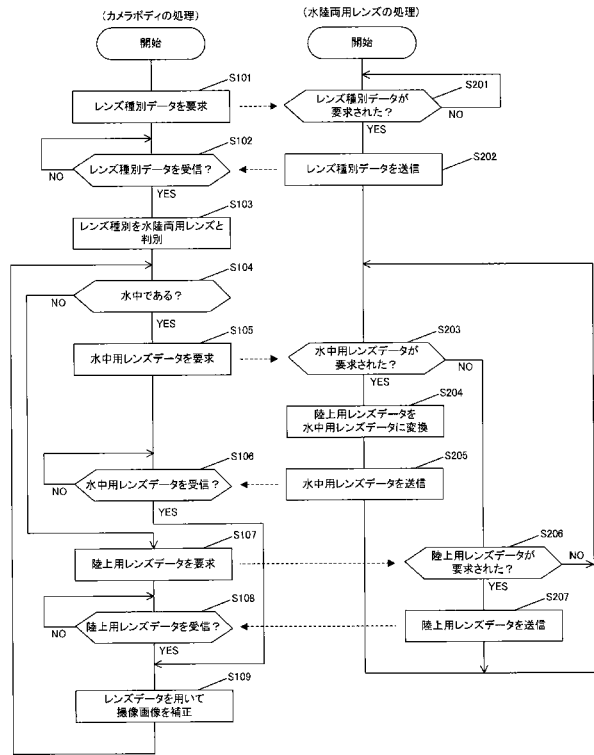 (カメラボディの処理)
(水陸両用レンズの処理)
開始
開始
S101
レンズ種別データを要求
S201
レンズ種別データが
要求された？
NO
YES
S102
レンズ種別データを受信？
NO
YES
S202
レンズ種別データを送信
S103
レンズ種別を水陸両用レンズと
判別
S104
水中である？
NO
YES
S105
水中用レンズデータを要求
S203
水中用レンズデータが
要求された？
NO
YES
S204
陸上用レンズデータを
水中用レンズデータに変換
S106
水中用レンズデータを受信？
NO
YES
S205
水中用レンズデータを送信
S107
陸上用レンズデータを要求
S206
陸上用レンズデータが
要求された？
NO
YES
S108
陸上用レンズデータを受信？
NO
YES
S207
陸上用レンズデータを送信
S109
レンズデータを用いて
撮像画像を補正